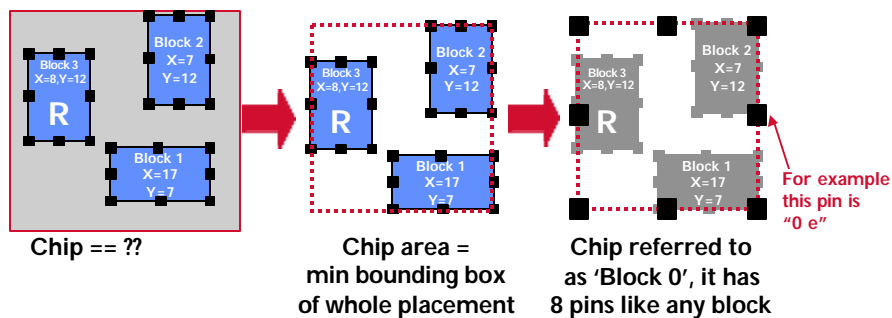 Block 2
X=7
Y=12
Block 3
X=8,Y=12
R
Block 1
X=17
Y=7
Chip == ??
Block 2
X=7
Y=12
Block 3
X=8,Y=12
R
Block 1
X=17
Y=7
Chip area =
min bounding box
of whole placement
Block 2
X=7
Y=12
Block 3
X=8,Y=12
R
Block 1
X=17
Y=7
For example
this pin is
“0 e”
Chip referred to
as ‘Block 0’, it has
8 pins like any block